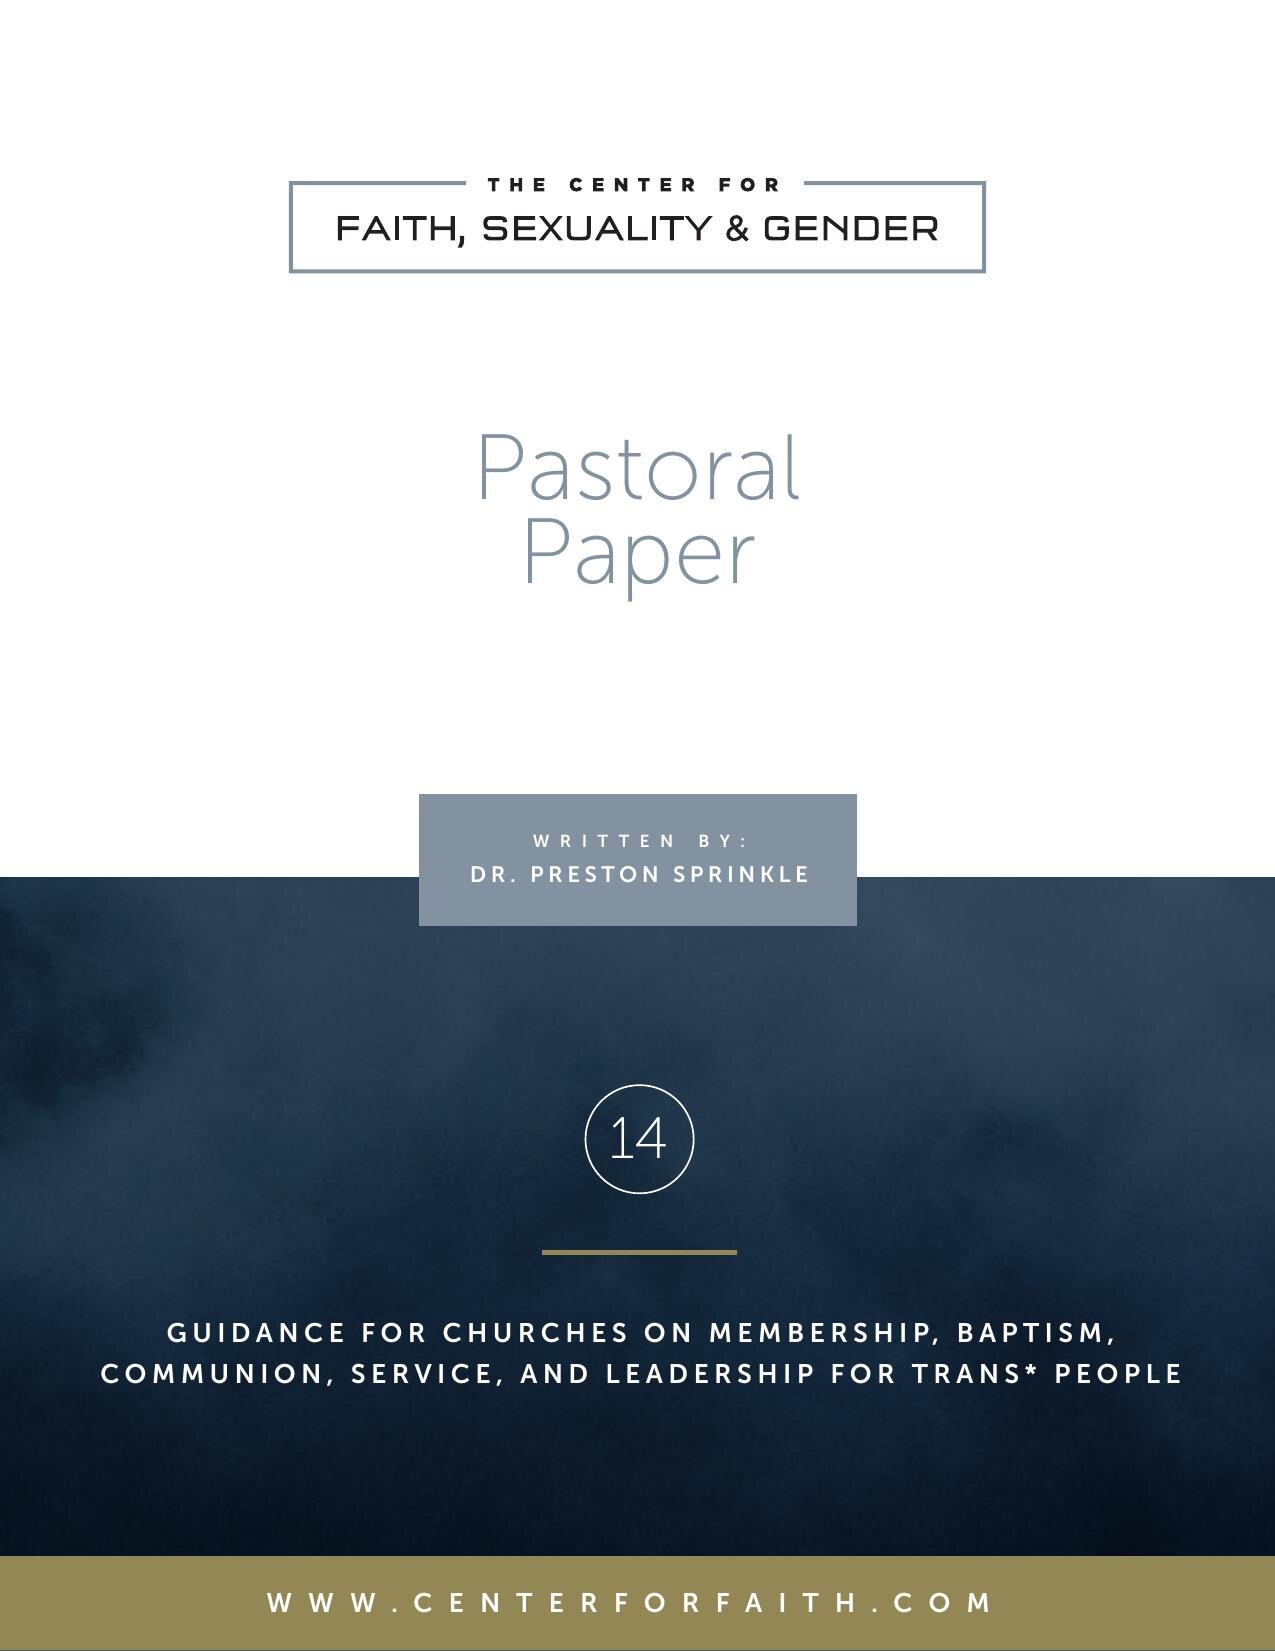 THE CENTER FOR
FAITH, SEXUALITY & GENDER
Pastoral
Paper
WRITTEN BY:
DR. PRESTON SPRINKLE
14
GUIDANCE FOR CHURCHES ON MEMBERSHIP, BAPTISM,
COMMUNION, SERVICE, AND LEADERSHIP FOR TRANS* PEOPLE
WWW.CENTERFORFAITH.COM